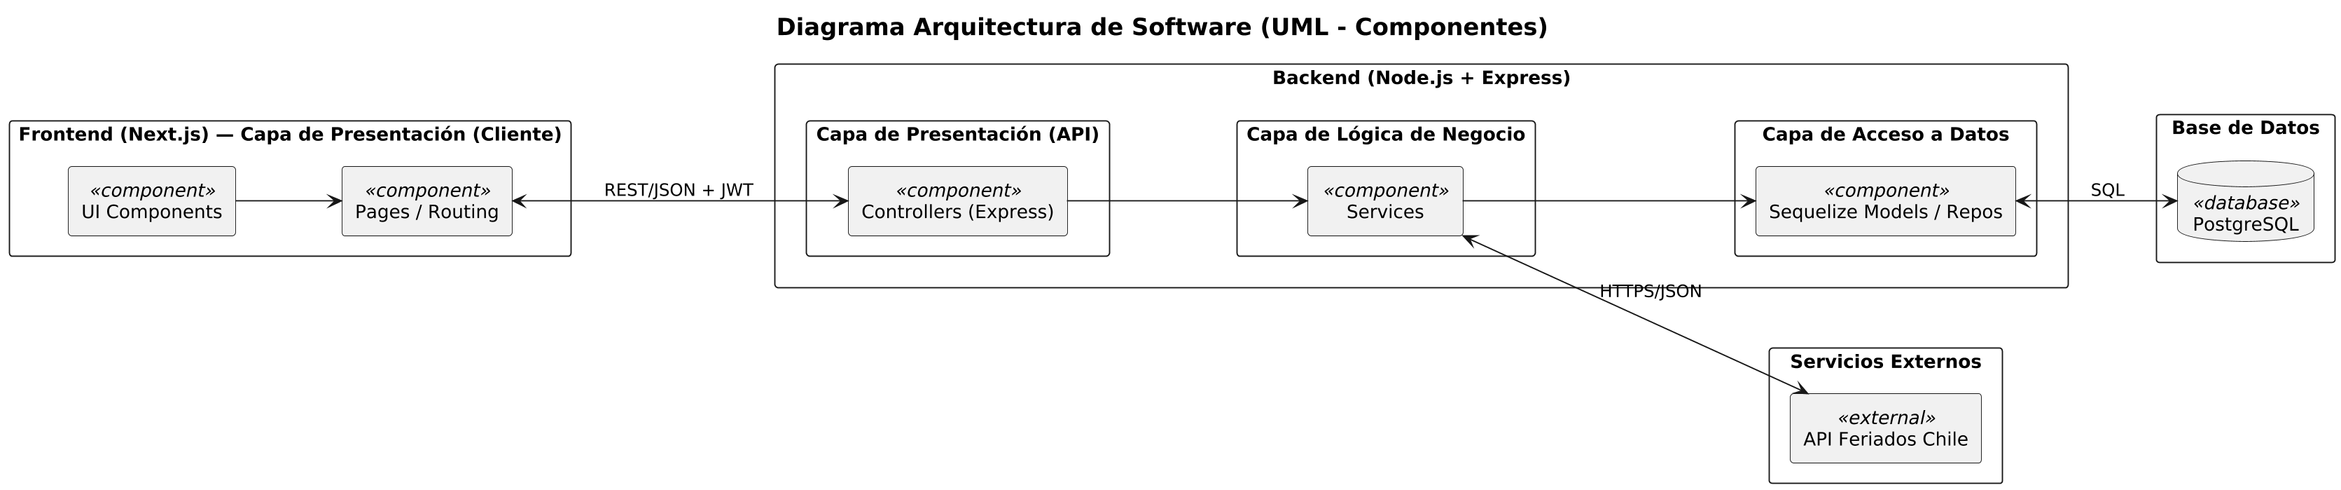 Diagrama Arquitectura de Software (UML - Componentes)
Frontend (Next.js) — Capa de Presentación (Cliente)
«component»
UI Components
«component»
Pages / Routing
REST/JSON + JWT
Backend (Node.js + Express)
Capa de Presentación (API)
«component»
Controllers (Express)
Capa de Lógica de Negocio
«component»
Services
Capa de Acceso a Datos
«component»
Sequelize Models / Repos
SQL
Base de Datos
«database»
PostgreSQL
HTTPS/JSON
Servicios Externos
«external»
API Feriados Chile